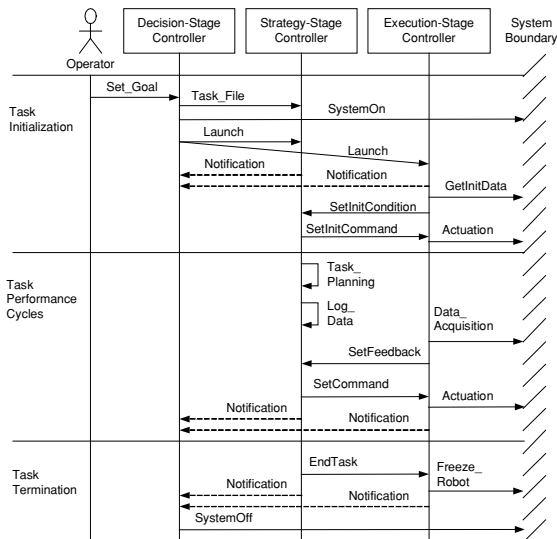 Decision-Stage
Controller
Strategy-Stage
Controller
Execution-Stage
Controller
System
Boundary
Operator
Task
Initialization
Set_Goal
Task_File
SystemOn
Launch
Launch
Notification
Notification
GetInitData
SetInitCondition
SetInitCommand
Actuation
Task
Performance
Cycles
Task_
Planning
Log_
Data
Data_
Acquisition
SetFeedback
SetCommand
Actuation
Notification
Notification
Task
Termination
EndTask
Freeze_
Robot
Notification
Notification
SystemOff